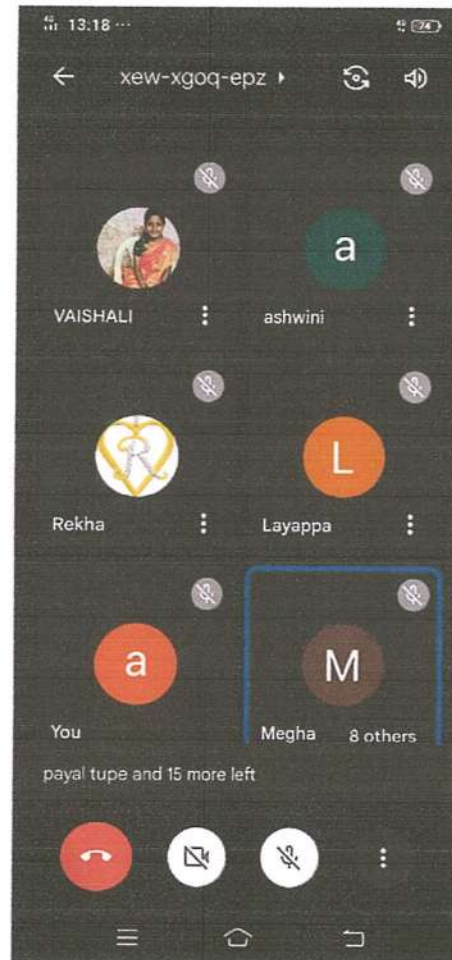 13:18 ...
74
xew-xgoq-epz
VAISHALI
a
ashwini
R
Rekha
L
Layappa
a
You
M
Megha
8 others
payal tupe and 15 more left